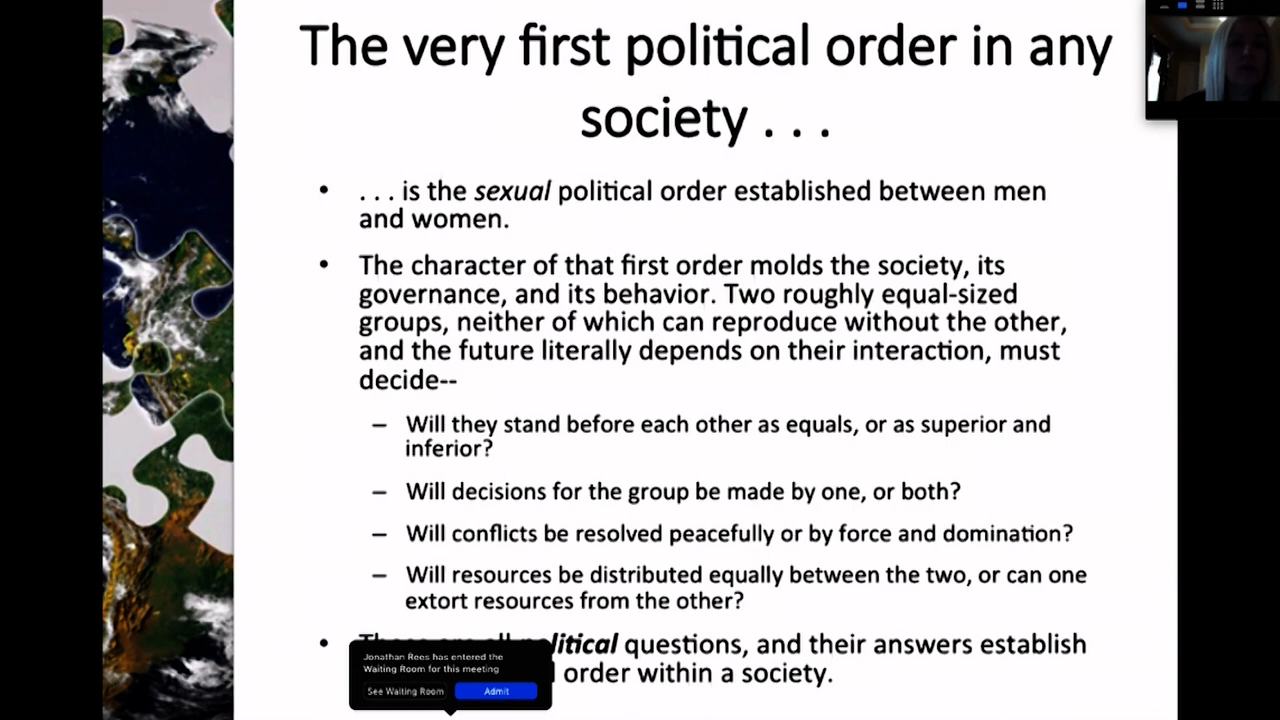 The very first political order in any
society . . .
• . . . is the sexual political order established between men
and women.
• The character of that first order molds the society, its
governance, and its behavior. Two roughly equal-sized
groups, neither of which can reproduce without the other,
and the future literally depends on their interaction, must
decide--
– Will they stand before each other as equals, or as superior and
inferior?
– Will decisions for the group be made by one, or both?
– Will conflicts be resolved peacefully or by force and domination?
– Will resources be distributed equally between the two, or can one
extort resources from the other?
• political questions, and their answers establish
order within a society.
Jonathan Rees has entered the
Waiting Room for this meeting
See Waiting Room Admit